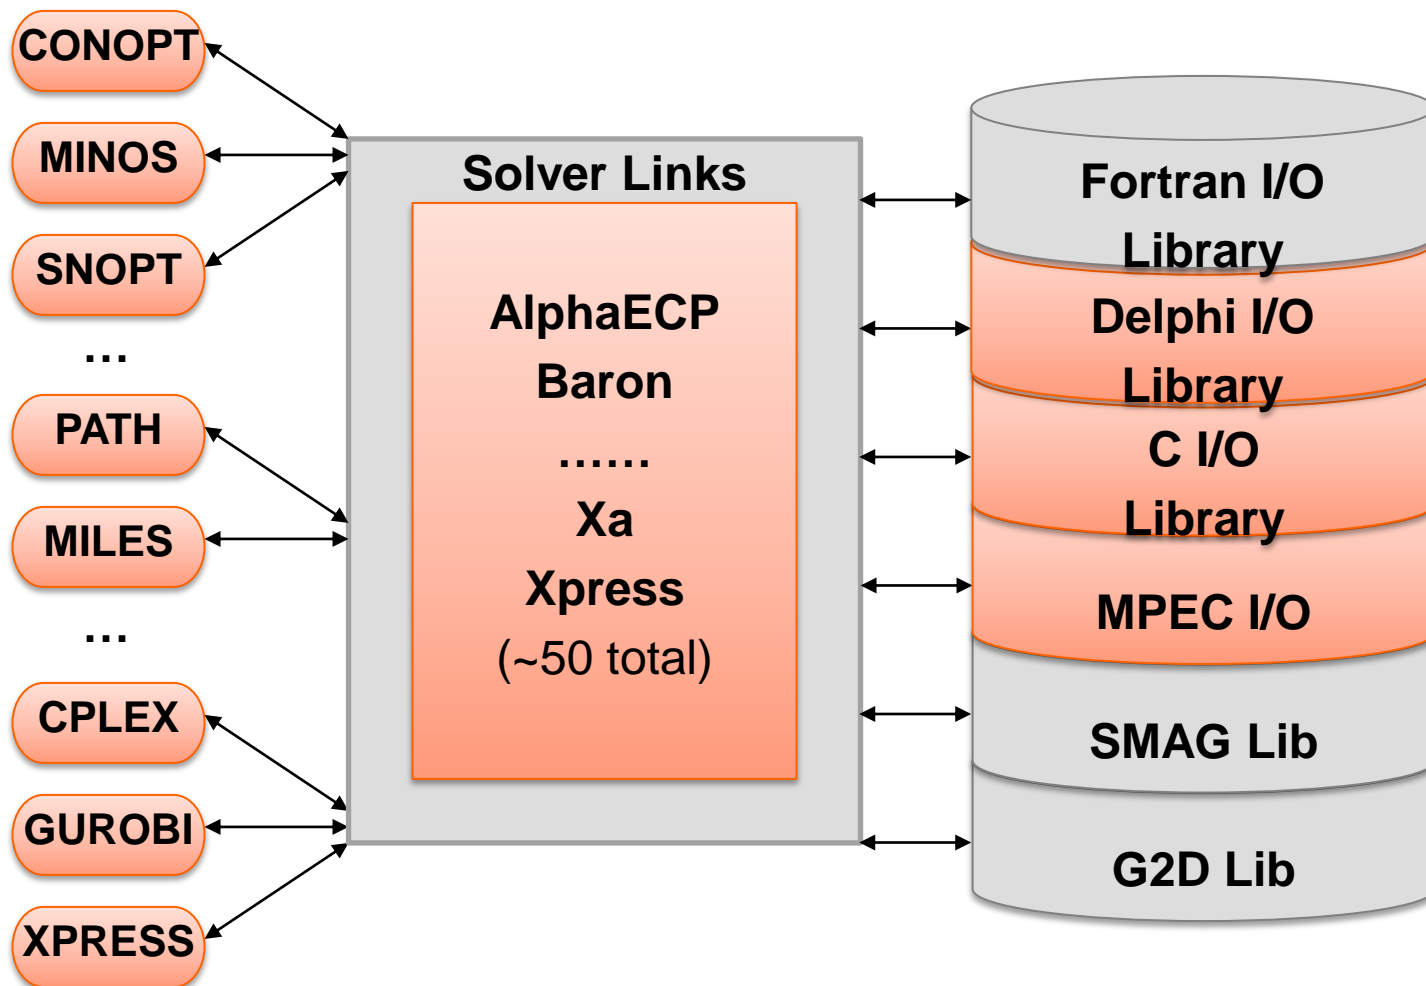 CONOPT
MINOS
SNOPT
...
PATH
MILES
...
CPLEX
GUROBI
XPRESS
Solver Links
AlphaECP
Baron
......
Xa
Xpress
(~50 total)
Fortran I/O
Library
Delphi I/O
Library
C I/O
Library
MPEC I/O
SMAG Lib
G2D Lib